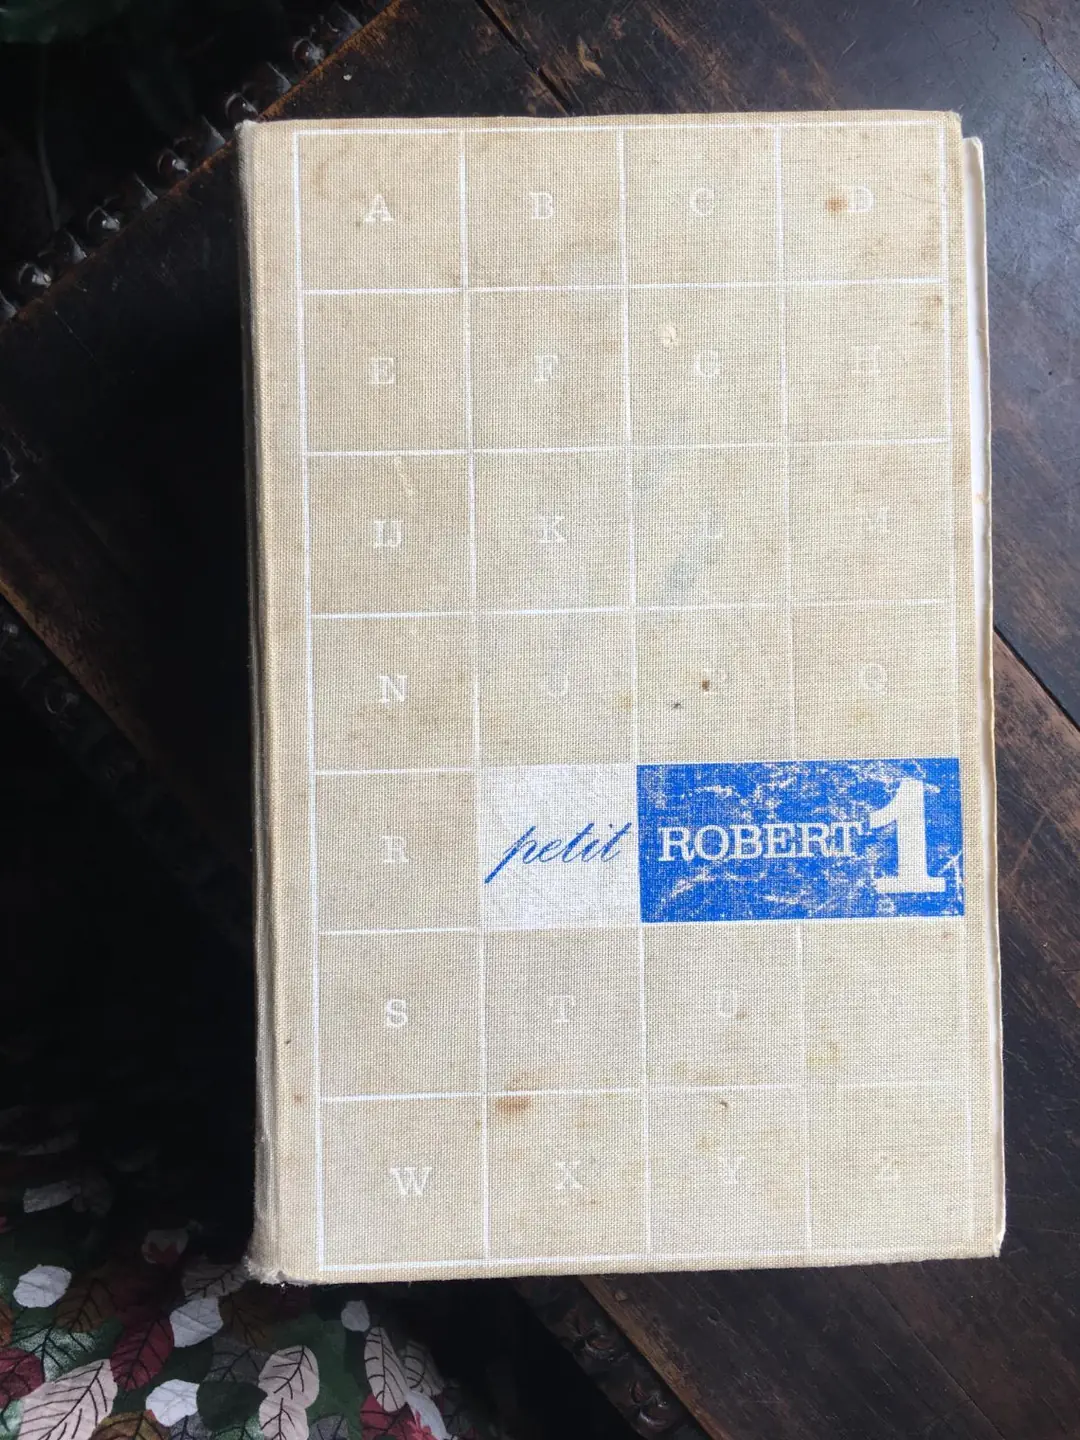 A B C D
E F G H
IJ K L M
N O Q
R petit ROBERT 1
S T U
W X Y Z